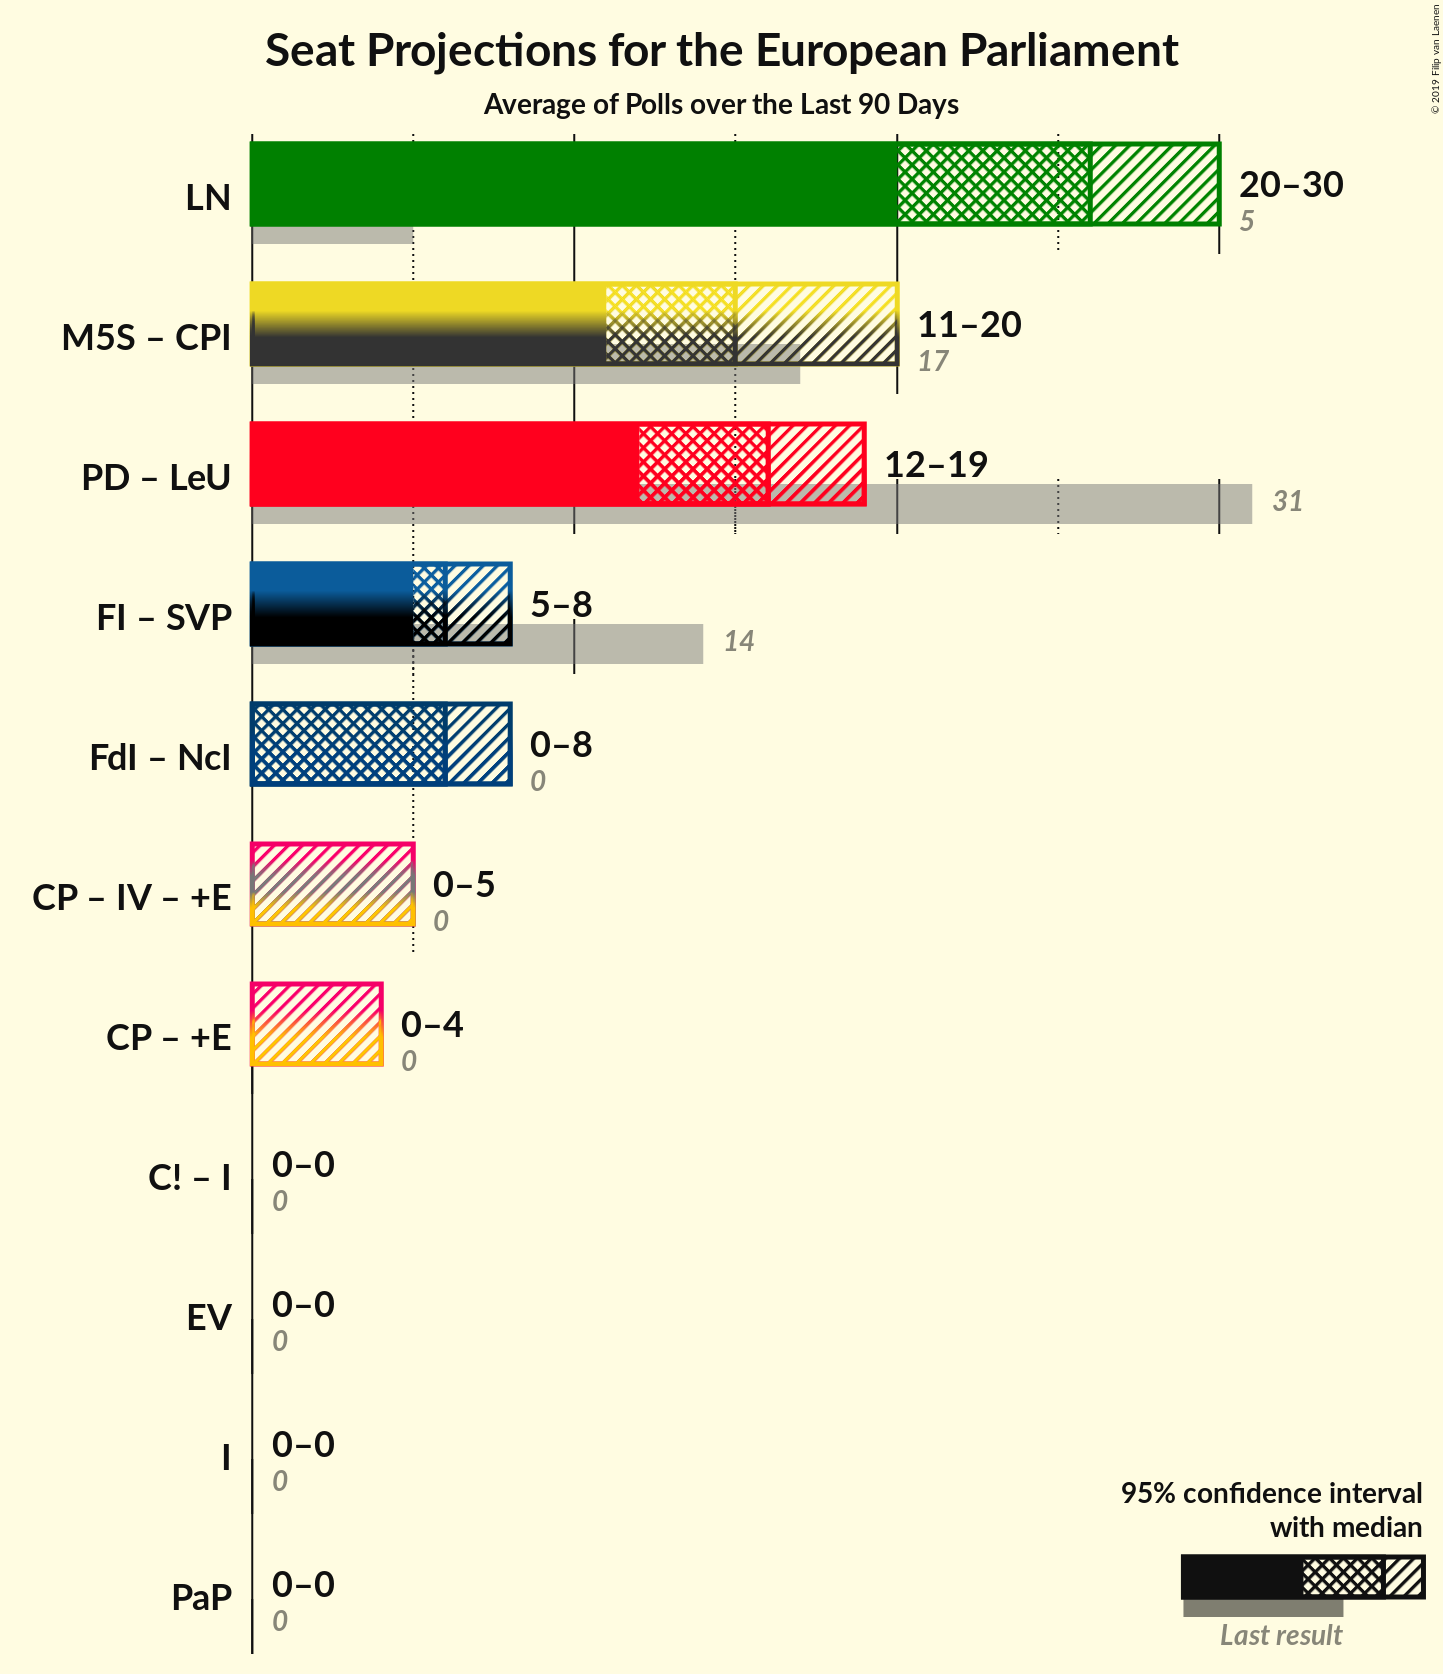 Seat Projections for the European Parliament
Average of Polls over the Last 90 Days
© 2019 Filip van Laenen
LN
20–30
5
M5S – CPI
11–20
17
PD – LeU
12–19
31
FI – SVP
5–8
14
FdI – NcI
0–8
0
CP – IV – +E
0–5
0
CP – +E
0–4
0
C! – I
0–0
0
EV
0–0
0
I
0–0
0
PaP
0–0
0
95% confidence interval
with median
Last result